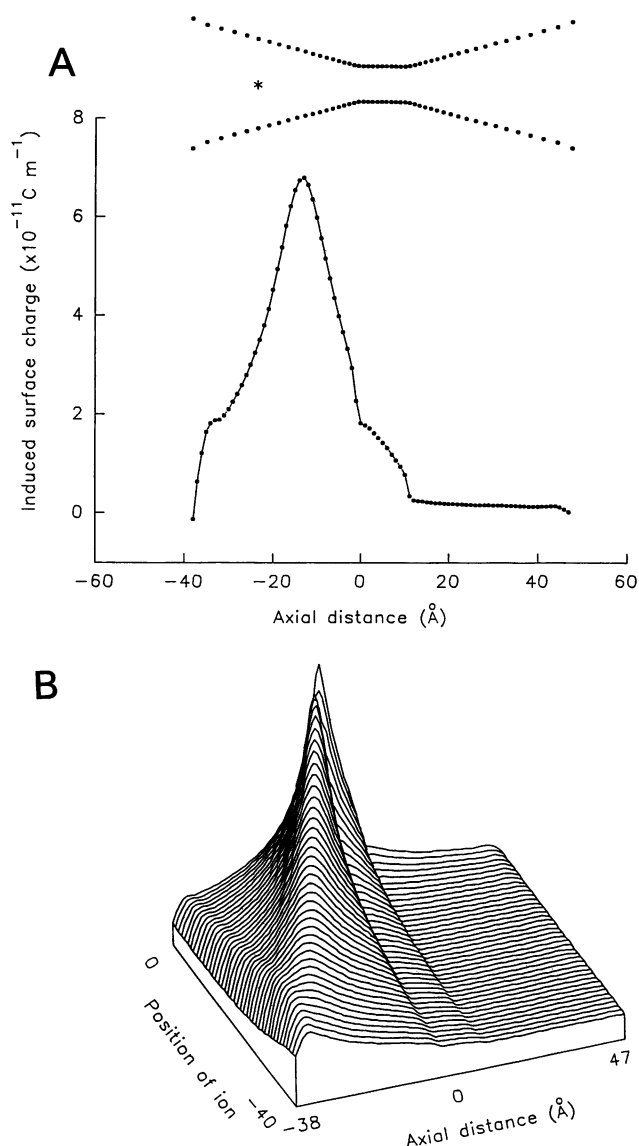 A
*
Induced surface charge (x10⁻¹¹C m⁻¹)
8
6
4
2
0
−60 −40 −20 0 20 40 60
Axial distance (Å)
B
0
Position of ion
−40
−38
0
47
Axial distance (Å)